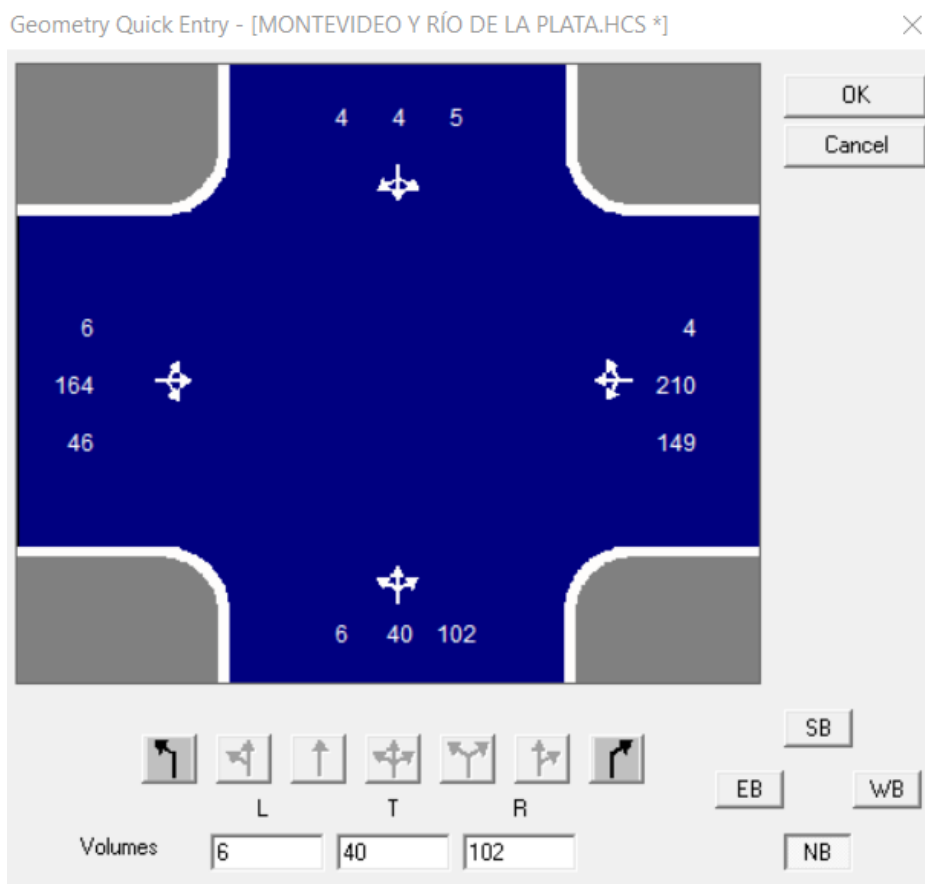 Geometry Quick Entry - [MONTEVIDEO Y RÍO DE LA PLATA.HCS *]
OK
Cancel
4 4 5
6
164
46
4
210
149
6 40 102
SB
EB WB
NB
L T R
Volumes 6 40 102